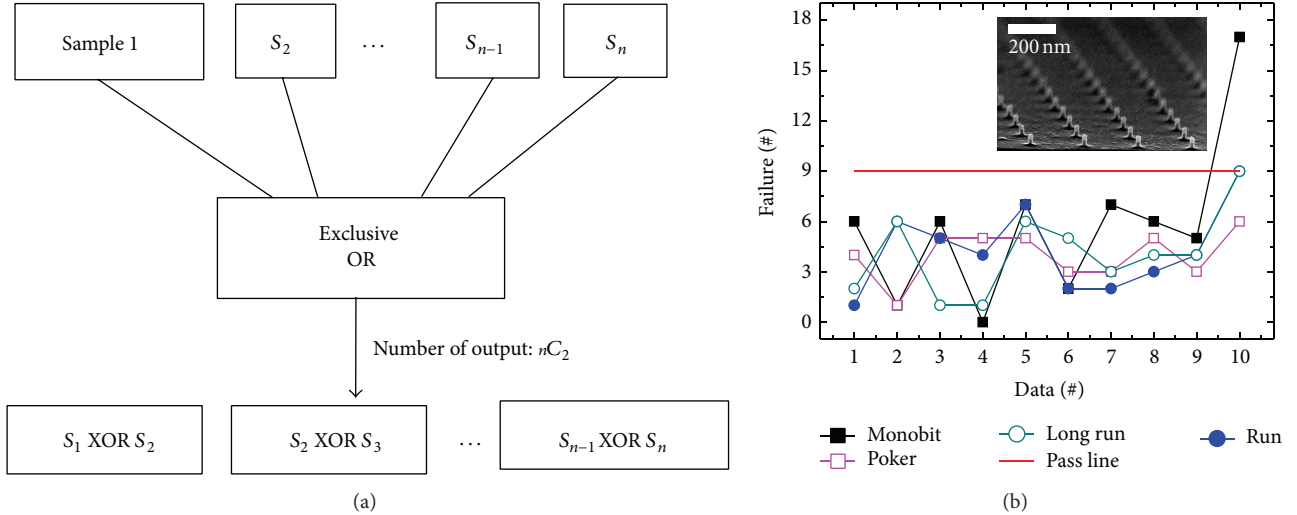 Sample 1
S2
...
Sn−1
Sn
Exclusive
OR
Number of output: nC2
S1 XOR S2
S2 XOR S3
...
Sn−1 XOR Sn
(a)
18
15
12
9
6
3
0
Failure (#)
200 nm
1 2 3 4 5 6 7 8 9 10
Data (#)
Monobit
Long run
Run
Poker
Pass line
(b)